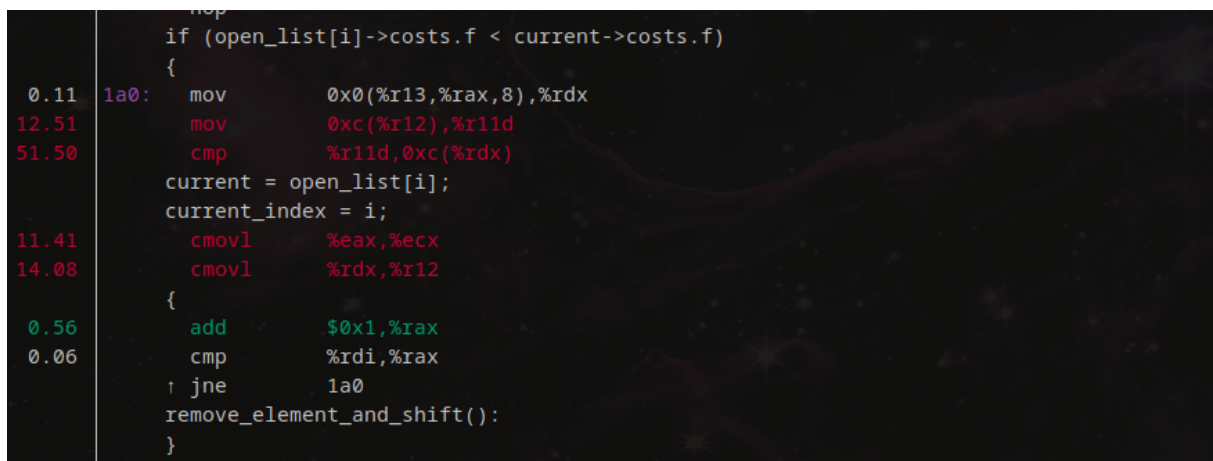 nop
if (open_list[i]->costs.f < current->costs.f)
{
0.11 1a0: mov 0x0(%r13,%rax,8),%rdx
12.51 mov 0xc(%r12),%r11d
51.50 cmp %r11d,0xc(%rdx)
current = open_list[i];
current_index = i;
11.41 cmovl %eax,%ecx
14.08 cmovl %rdx,%r12
{
0.56 add $0x1,%rax
0.06 cmp %rdi,%rax
↑ jne 1a0
remove_element_and_shift():
}